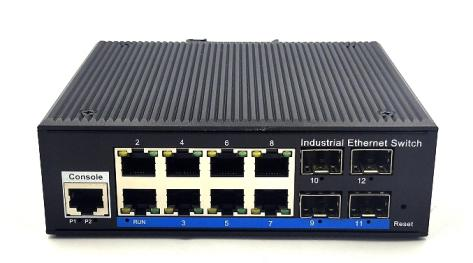 2 4 6 8 Industrial Ethernet Switch
10 12
Console
P1 P2 RUN 3 5 7 9 11 Reset